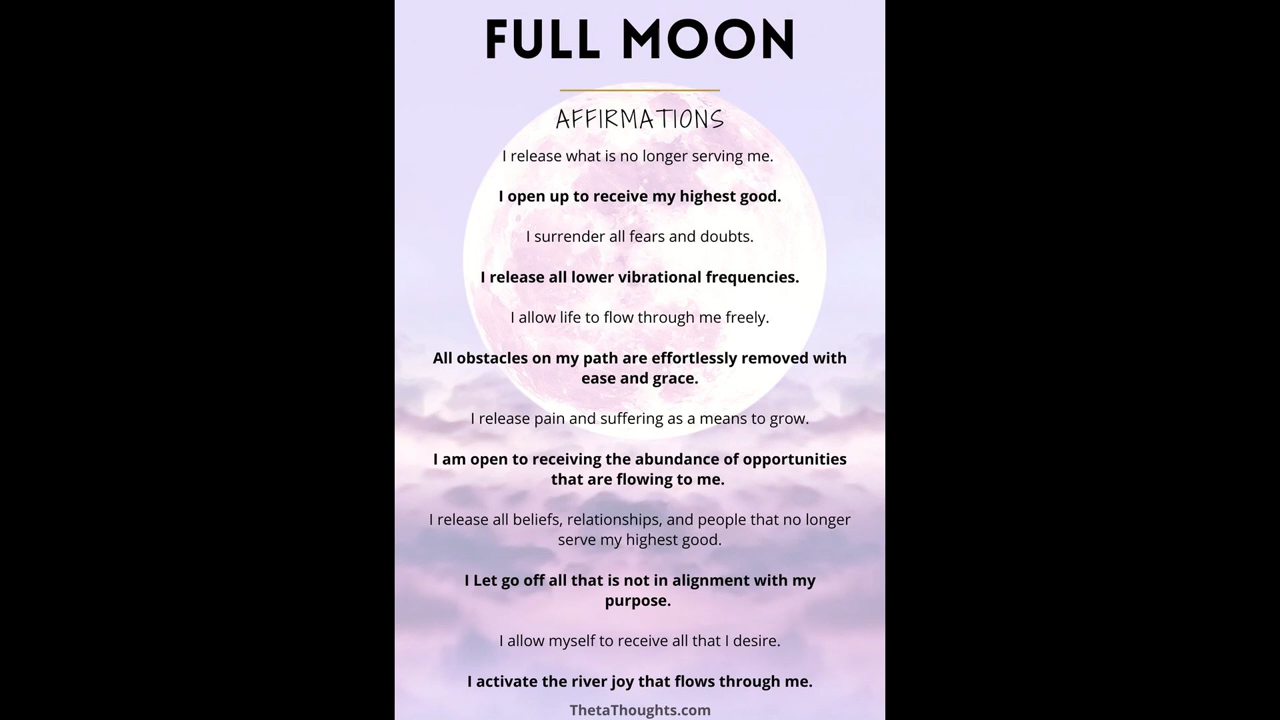 FULL MOON
AFFIRMATIONS
I release what is no longer serving me.
I open up to receive my highest good.
I surrender all fears and doubts.
I release all lower vibrational frequencies.
I allow life to flow through me freely.
All obstacles on my path are effortlessly removed with
ease and grace.
I release pain and suffering as a means to grow.
I am open to receiving the abundance of opportunities
that are flowing to me.
I release all beliefs, relationships, and people that no longer
serve my highest good.
I Let go off all that is not in alignment with my
purpose.
I allow myself to receive all that I desire.
I activate the river joy that flows through me.
ThetaThoughts.com